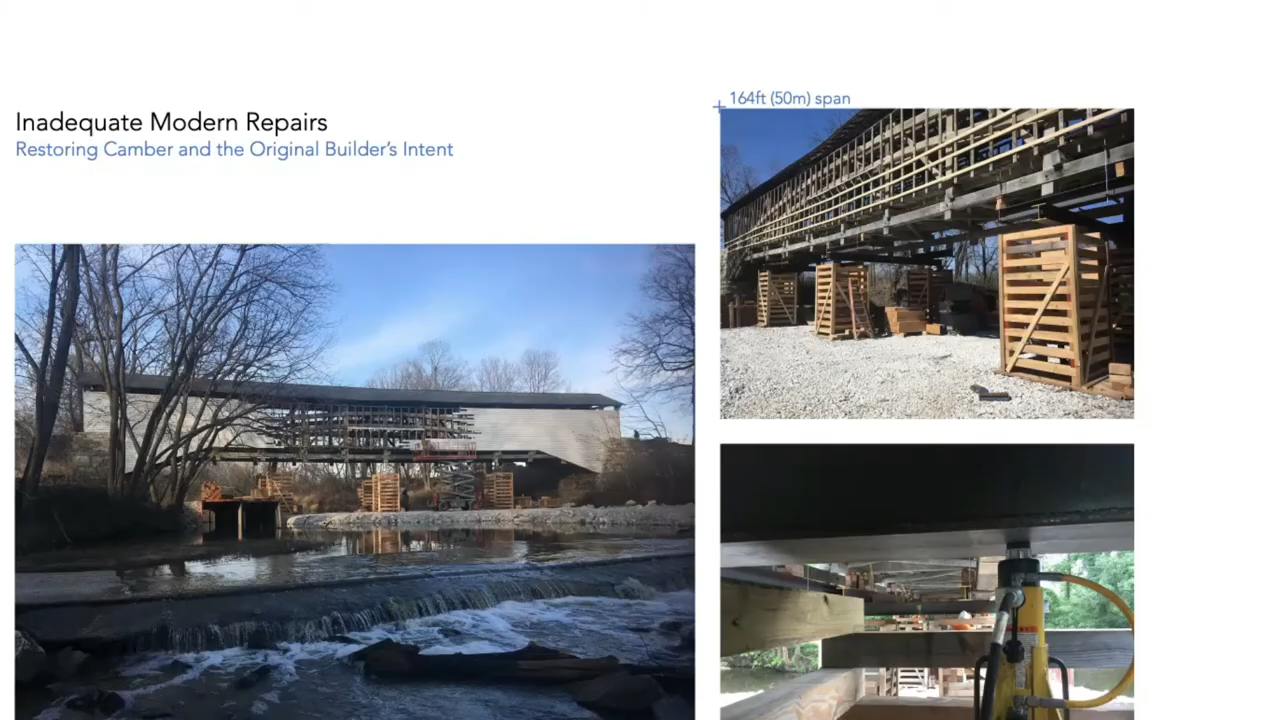 Inadequate Modern Repairs
Restoring Camber and the Original Builder's Intent
164ft (50m) span